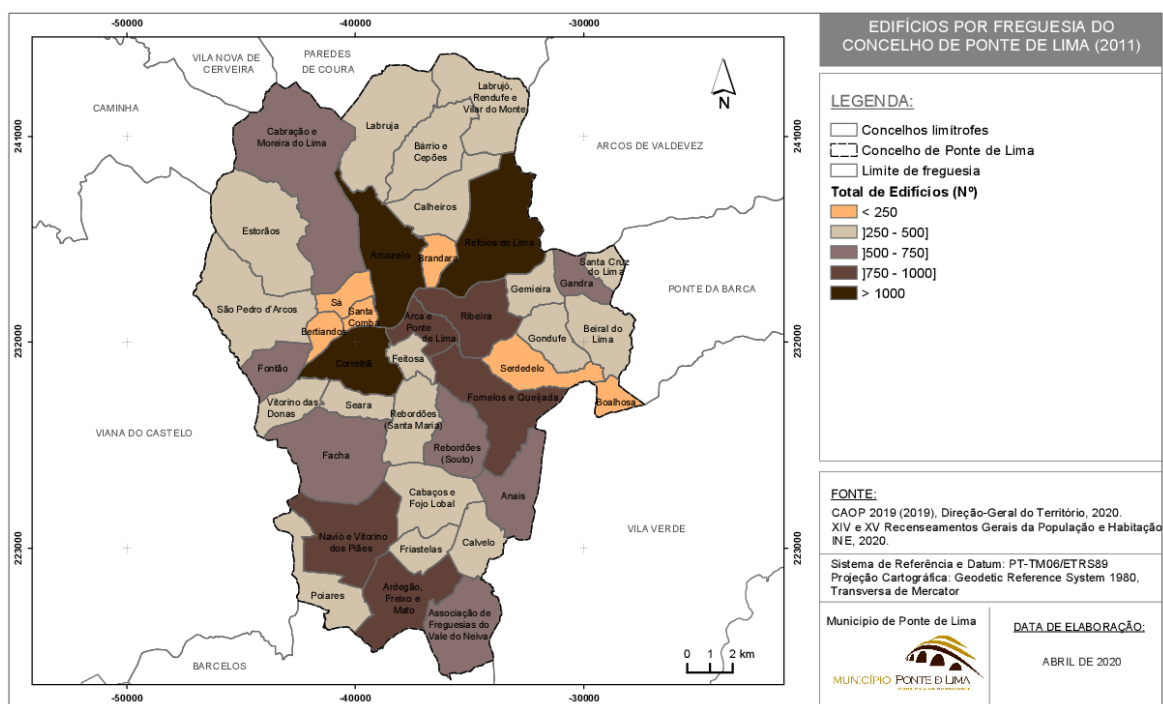 -50000
-40000
-30000
EDIFÍCIOS POR FREGUESIA DO
CONCELHO DE PONTE DE LIMA (2011)
VILA NOVA DE
CERVEIRA
PAREDES
DE COURA
CAMINHA
ARCOS DE VALDEVEZ
PONTE DA BARCA
VIANA DO CASTELO
VILA VERDE
BARCELOS
N
241000
232000
223000
241000
232000
223000
Labrujó,
Rendufe e
Vilar do Monte
Labruja
Cabração e
Moreira do Lima
Bárrio e
Cepões
Calheiros
Estorãos
Refoios do Lima
Arcozelo
Brandara
Santa Cruz
do Lima
Gandra
Gemieira
São Pedro d'Arcos
Sá
Santa
Comba
Bertiandos
Arca e
Ponte
de Lima
Ribeira
Beiral do
Lima
Gondufe
Correlhã
Feitosa
Fontão
Serdedelo
Boalhosa
Fornelos e Queijada
Vitorino das
Donas
Seara
Rebordões
(Santa Maria)
Facha
Rebordões
(Souto)
Anais
Cabaços e
Fojo Lobal
Navió e Vitorino
dos Piães
Friastelas
Calvelo
Poiares
Ardegão,
Freixo e
Mato
Associação de
Freguesias do
Vale do Neiva
0 1 2 km
-50000
-40000
-30000
LEGENDA:
Concelhos limítrofes
Concelho de Ponte de Lima
Limite de freguesia
Total de Edifícios (Nº)
< 250
]250 - 500]
]500 - 750]
]750 - 1000]
> 1000
FONTE:
CAOP 2019 (2019), Direção-Geral do Território, 2020.
XIV e XV Recenseamentos Gerais da População e Habitação
INE, 2020.
Sistema de Referência e Datum: PT-TM06/ETRS89
Projeção Cartográfica: Geodetic Reference System 1980,
Transversa de Mercator
Município de Ponte de Lima
MUNICÍPIO PONTE D LIMA
DATA DE ELABORAÇÃO:
ABRIL DE 2020